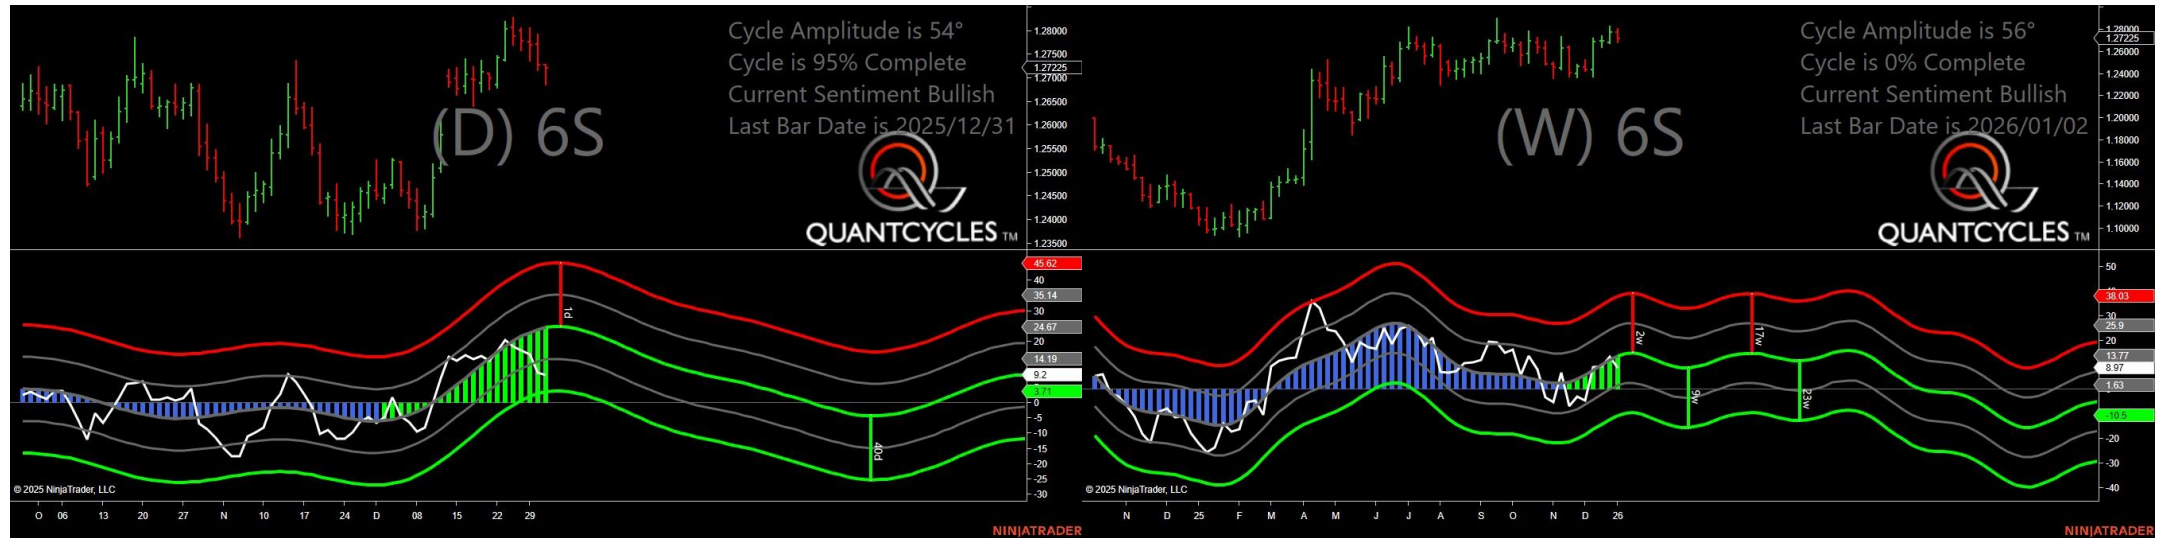 Cycle Amplitude is 54°
Cycle is 95% Complete
Current Sentiment Bullish
Last Bar Date is 2025/12/31
(D) 6S
QUANTCYCLES TM
1.28000
1.27500
1.27225
1.27000
1.26500
1.26000
1.25500
1.25000
1.24500
1.24000
1.23500
45.62
40
35.14
30
24.67
20
14.19
9.2
3.71
0
-5
-10
-15
-20
-25
-30
1d
40d
© 2025 NinjaTrader, LLC
O 06 13 20 27 N 10 17 24 D 08 15 22 29
NINJATRADER
Cycle Amplitude is 56°
Cycle is 0% Complete
Current Sentiment Bullish
Last Bar Date is 2026/01/02
(W) 6S
QUANTCYCLES TM
1.28000
1.27225
1.26000
1.24000
1.22000
1.20000
1.18000
1.16000
1.14000
1.12000
1.10000
50
38.03
30
25.9
20
13.77
8.97
1.63
-10.5
-20
-30
-40
2w
9w
17w
23w
© 2025 NinjaTrader, LLC
N D 25 F M A M J J A S O N D 26
NINJATRADER